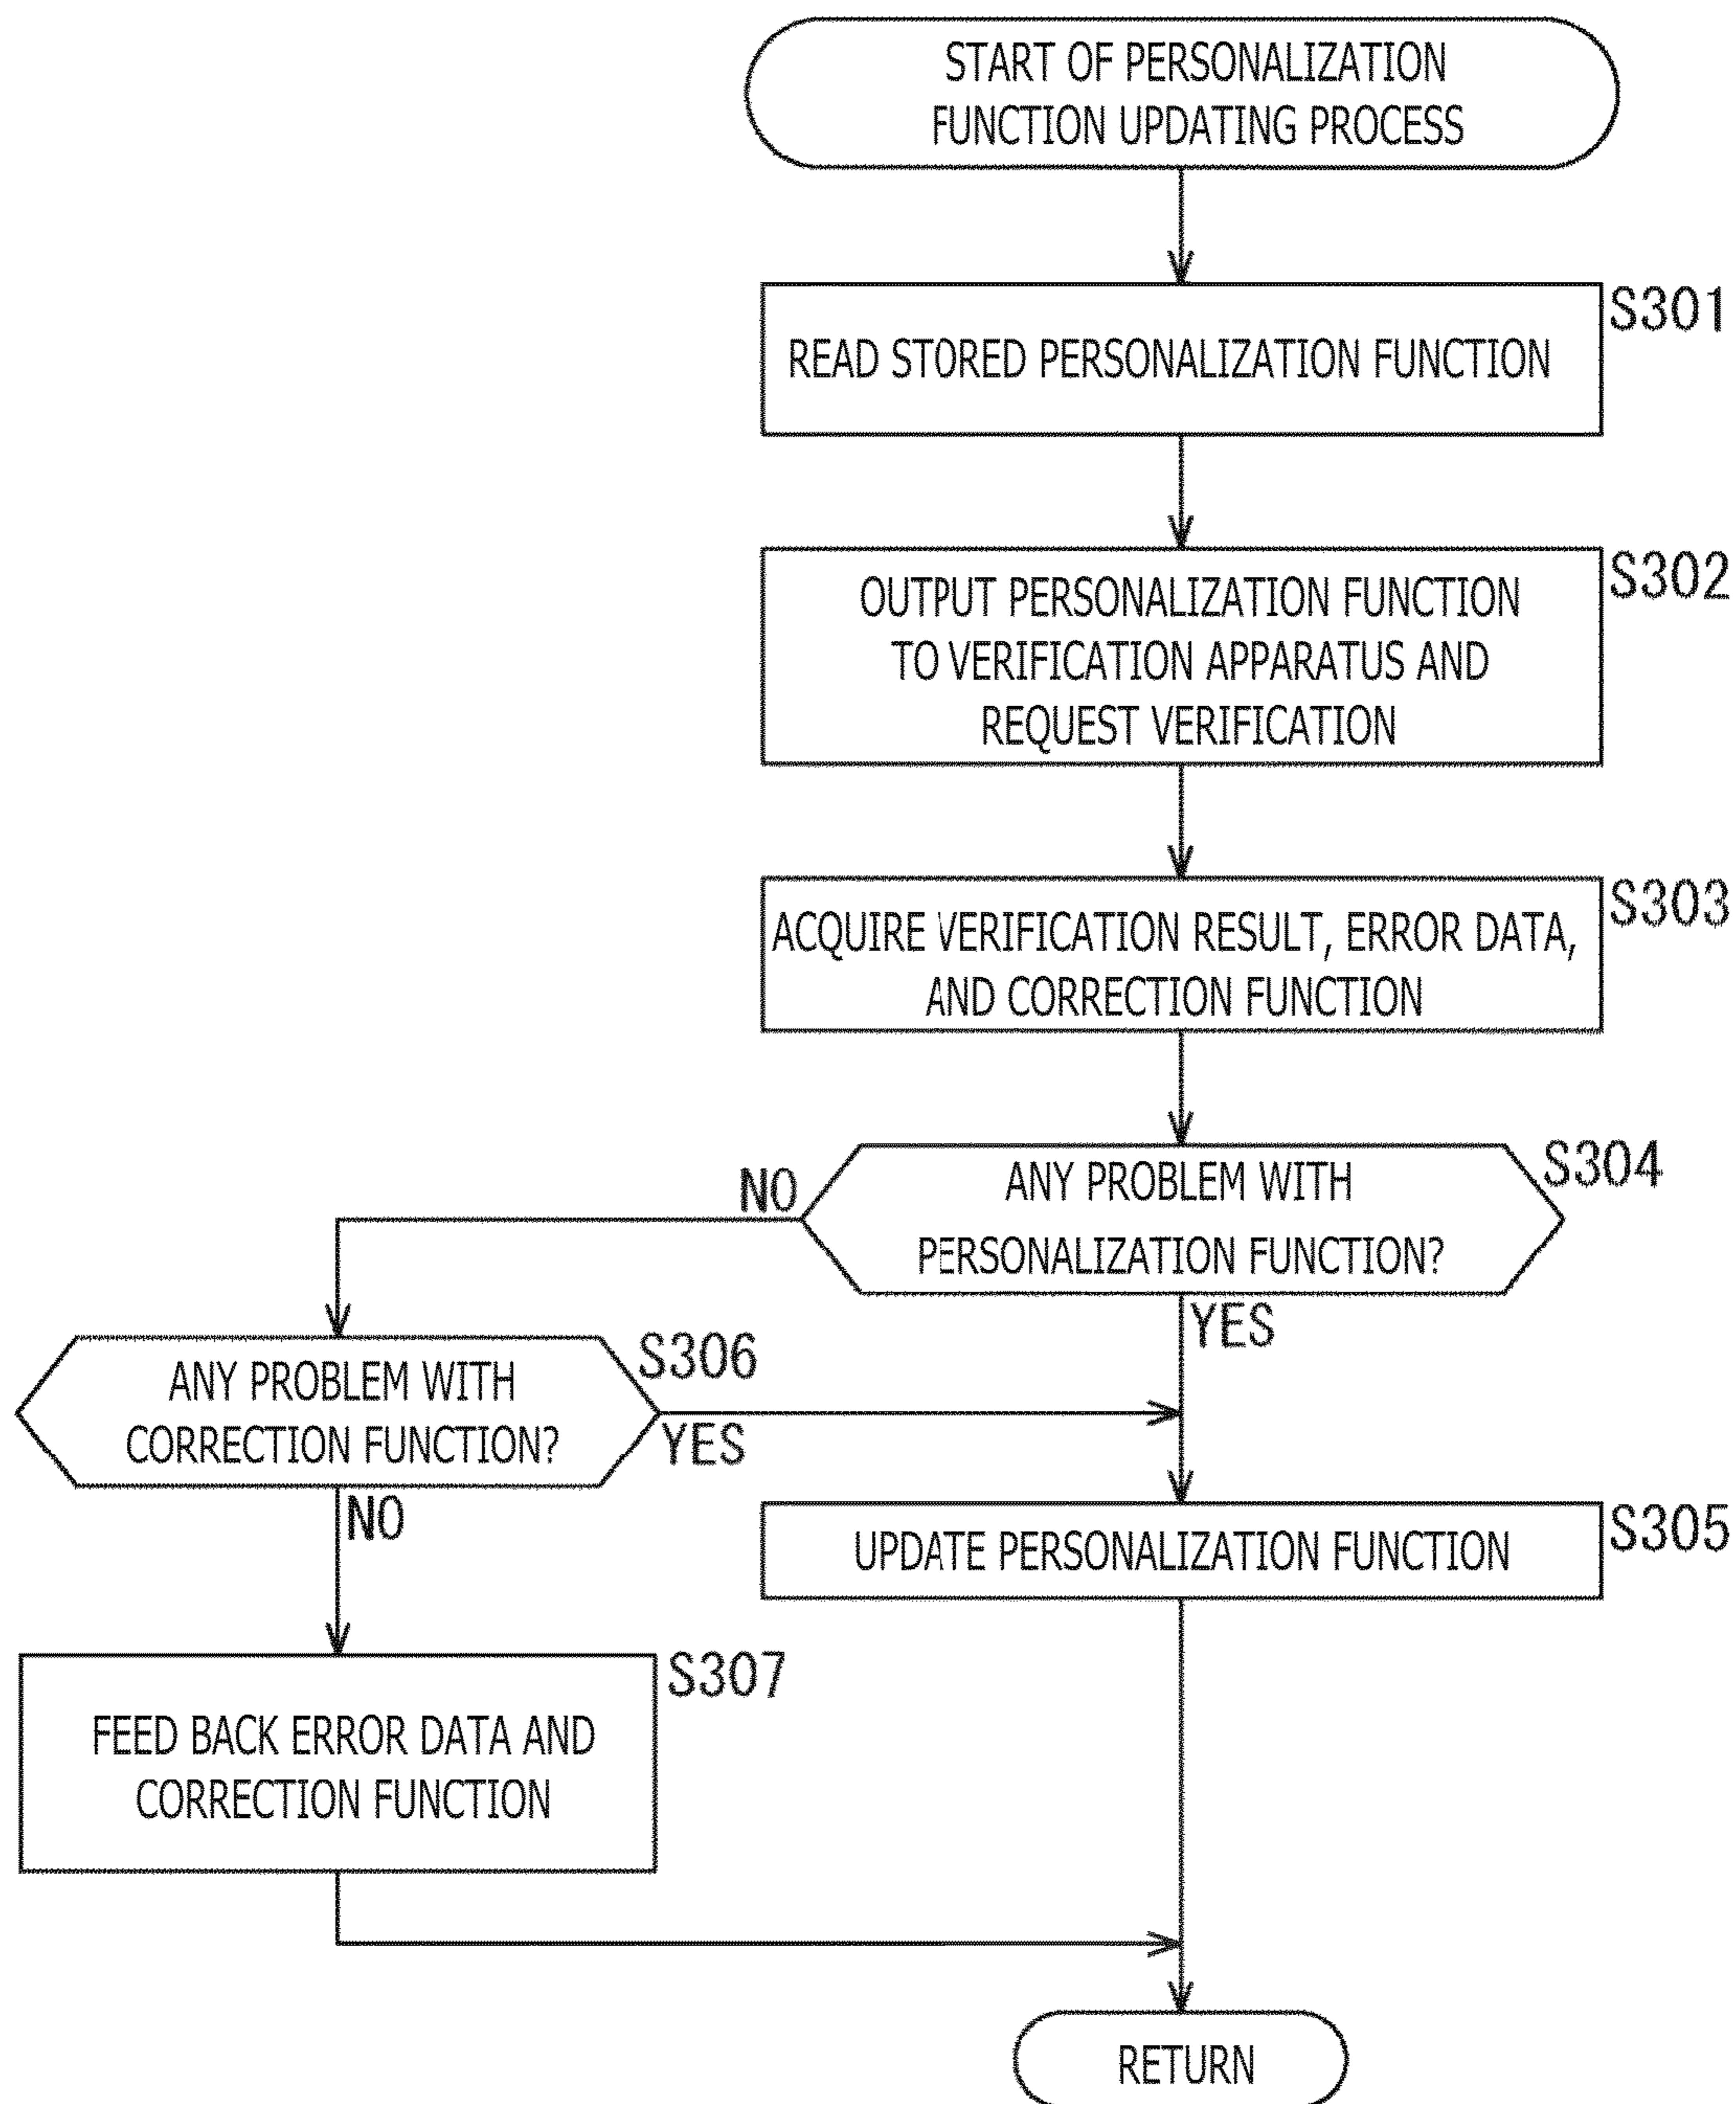 START OF PERSONALIZATION
FUNCTION UPDATING PROCESS
S301
READ STORED PERSONALIZATION FUNCTION
S302
OUTPUT PERSONALIZATION FUNCTION
TO VERIFICATION APPARATUS AND
REQUEST VERIFICATION
S303
ACQUIRE VERIFICATION RESULT, ERROR DATA,
AND CORRECTION FUNCTION
S304
NO
ANY PROBLEM WITH
PERSONALIZATION FUNCTION?
YES
S306
ANY PROBLEM WITH
CORRECTION FUNCTION?
YES
NO
S305
UPDATE PERSONALIZATION FUNCTION
S307
FEED BACK ERROR DATA AND
CORRECTION FUNCTION
RETURN